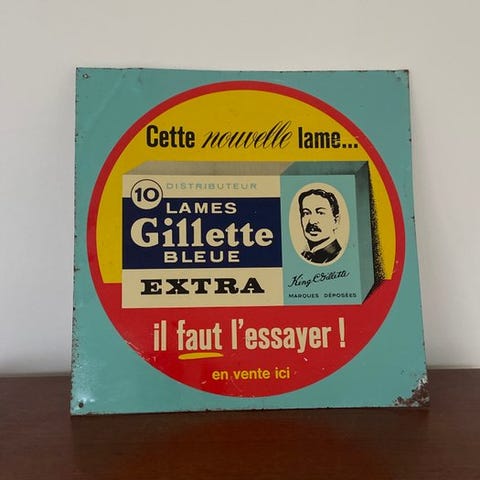 Cette nouvelle lame...
10 DISTRIBUTEUR
LAMES
Gillette
BLEUE
EXTRA
King C Gillette
MARQUES DÉPOSÉES
il faut l'essayer !
en vente ici